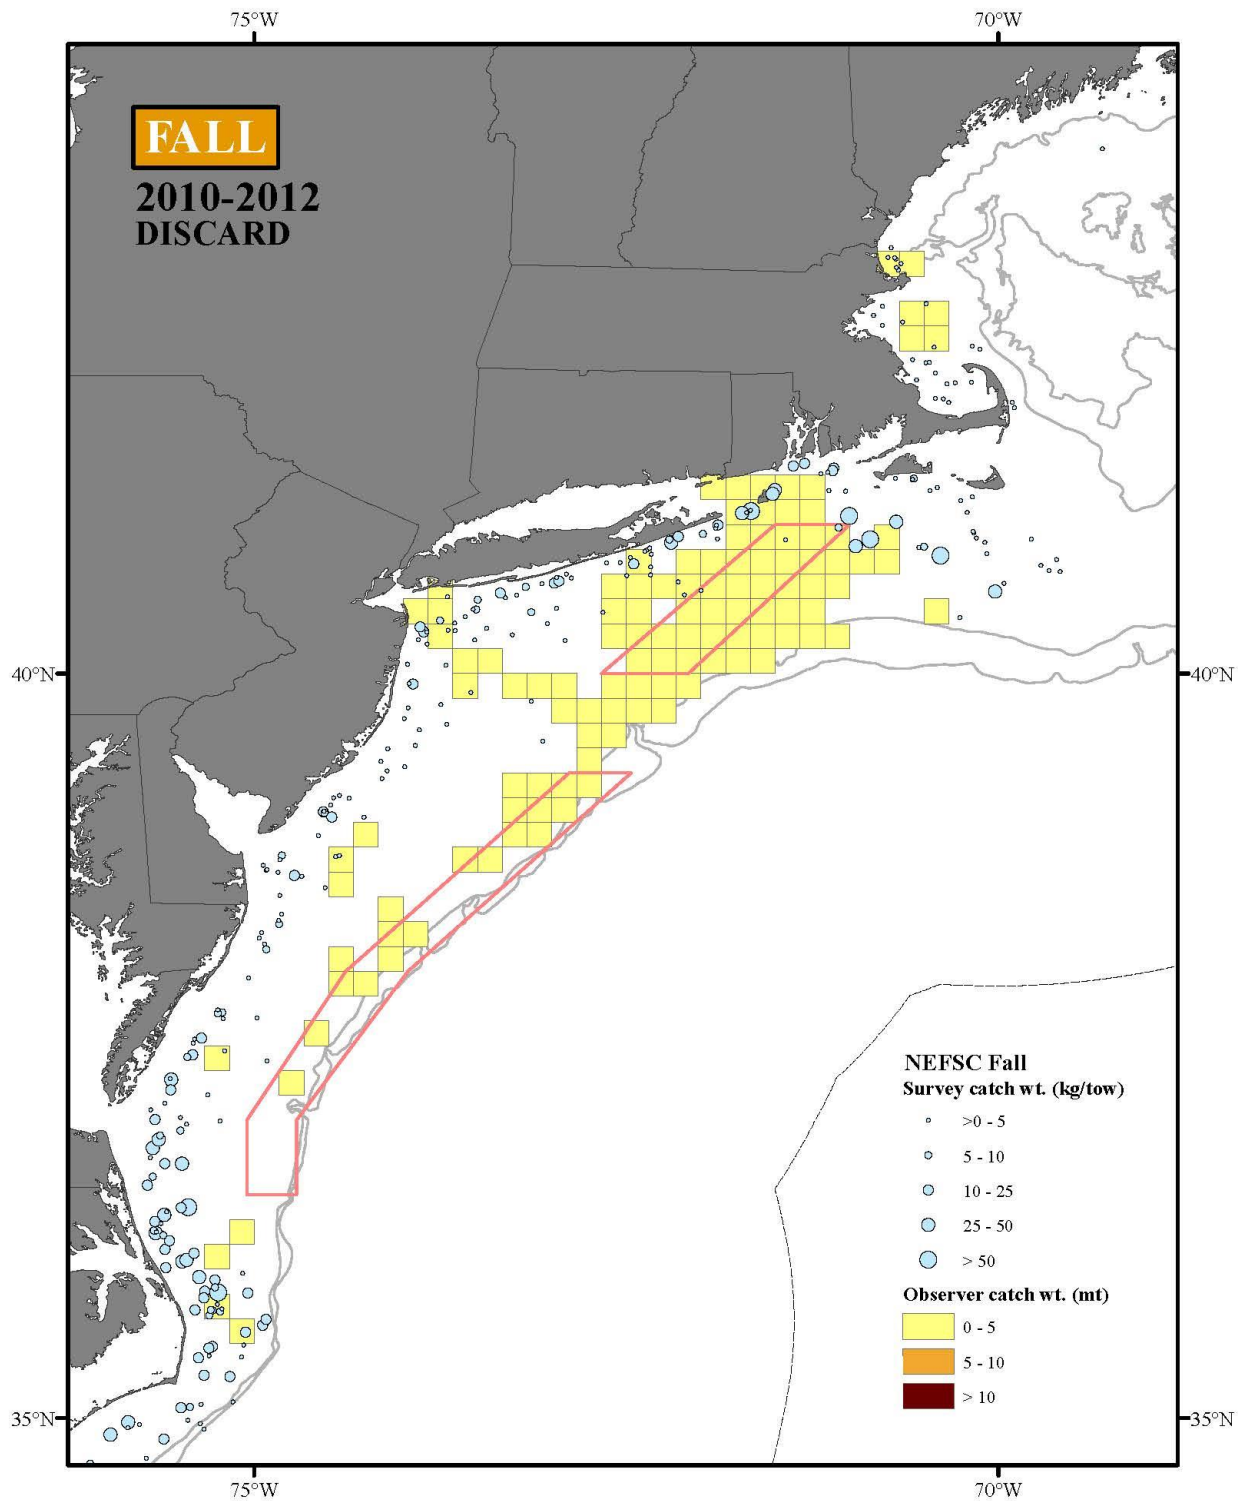 75°W
70°W
FALL
2010-2012
DISCARD
40°N
40°N
NEFSC Fall
Survey catch wt. (kg/tow)
>0 - 5
5 - 10
10 - 25
25 - 50
> 50
Observer catch wt. (mt)
0 - 5
5 - 10
> 10
35°N
35°N
75°W
70°W